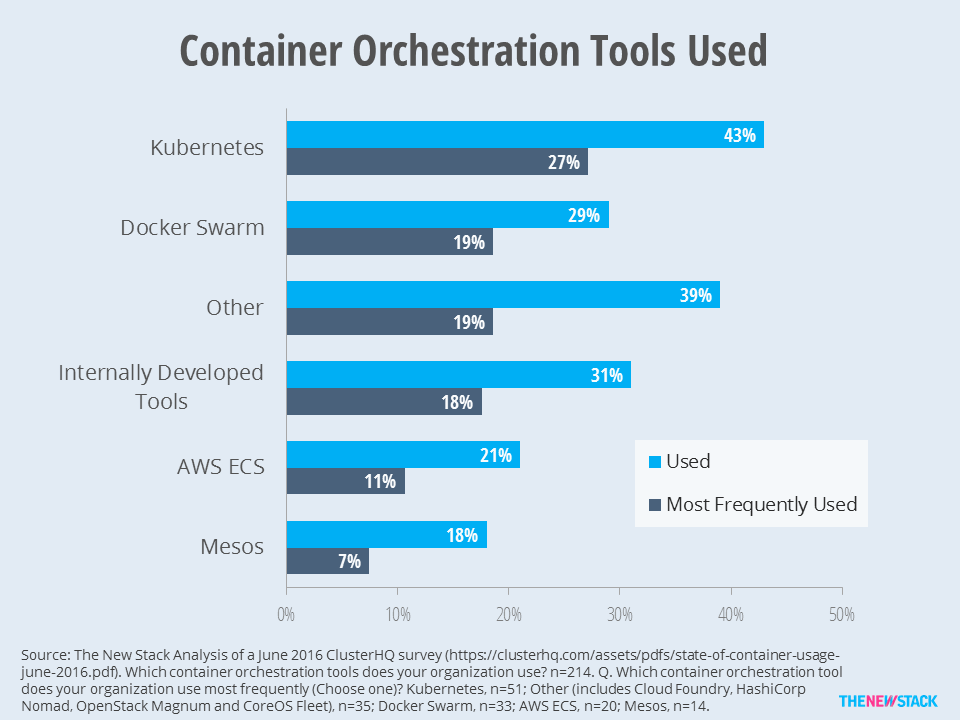 Container Orchestration Tools Used
Kubernetes
43%
27%
Docker Swarm
29%
19%
Other
39%
19%
Internally Developed
Tools
31%
18%
AWS ECS
21%
11%
Mesos
18%
7%
Used
Most Frequently Used
0% 10% 20% 30% 40% 50%
Source: The New Stack Analysis of a June 2016 ClusterHQ survey (https://clusterhq.com/assets/pdfs/state-of-container-usage-
june-2016.pdf). Which container orchestration tools does your organization use? n=214. Q. Which container orchestration tool
does your organization use most frequently (Choose one)? Kubernetes, n=51; Other (includes Cloud Foundry, HashiCorp
Nomad, OpenStack Magnum and CoreOS Fleet), n=35; Docker Swarm, n=33; AWS ECS, n=20; Mesos, n=14.
THENEWSTACK